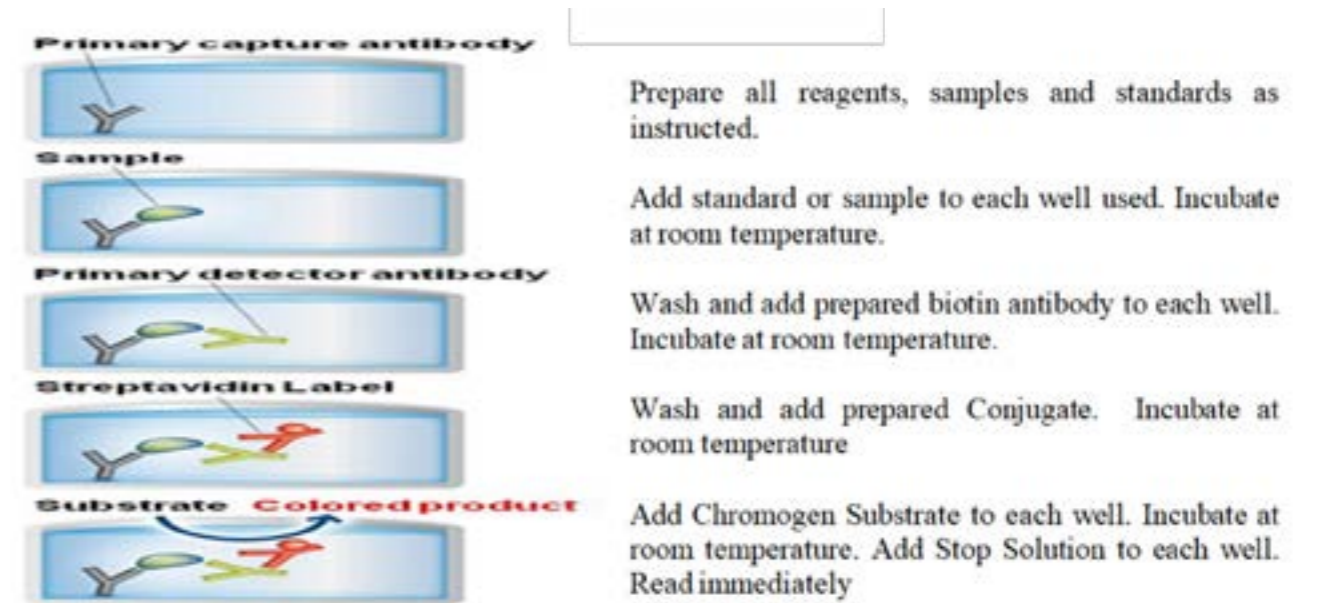 Primary capture antibody
Prepare all reagents, samples and standards as
instructed.
Sample
Add standard or sample to each well used. Incubate
at room temperature.
Primary detector antibody
Wash and add prepared biotin antibody to each well.
Incubate at room temperature.
Streptavidin Label
Wash and add prepared Conjugate. Incubate at
room temperature
Substrate Colored product
Add Chromogen Substrate to each well. Incubate at
room temperature. Add Stop Solution to each well.
Read immediately